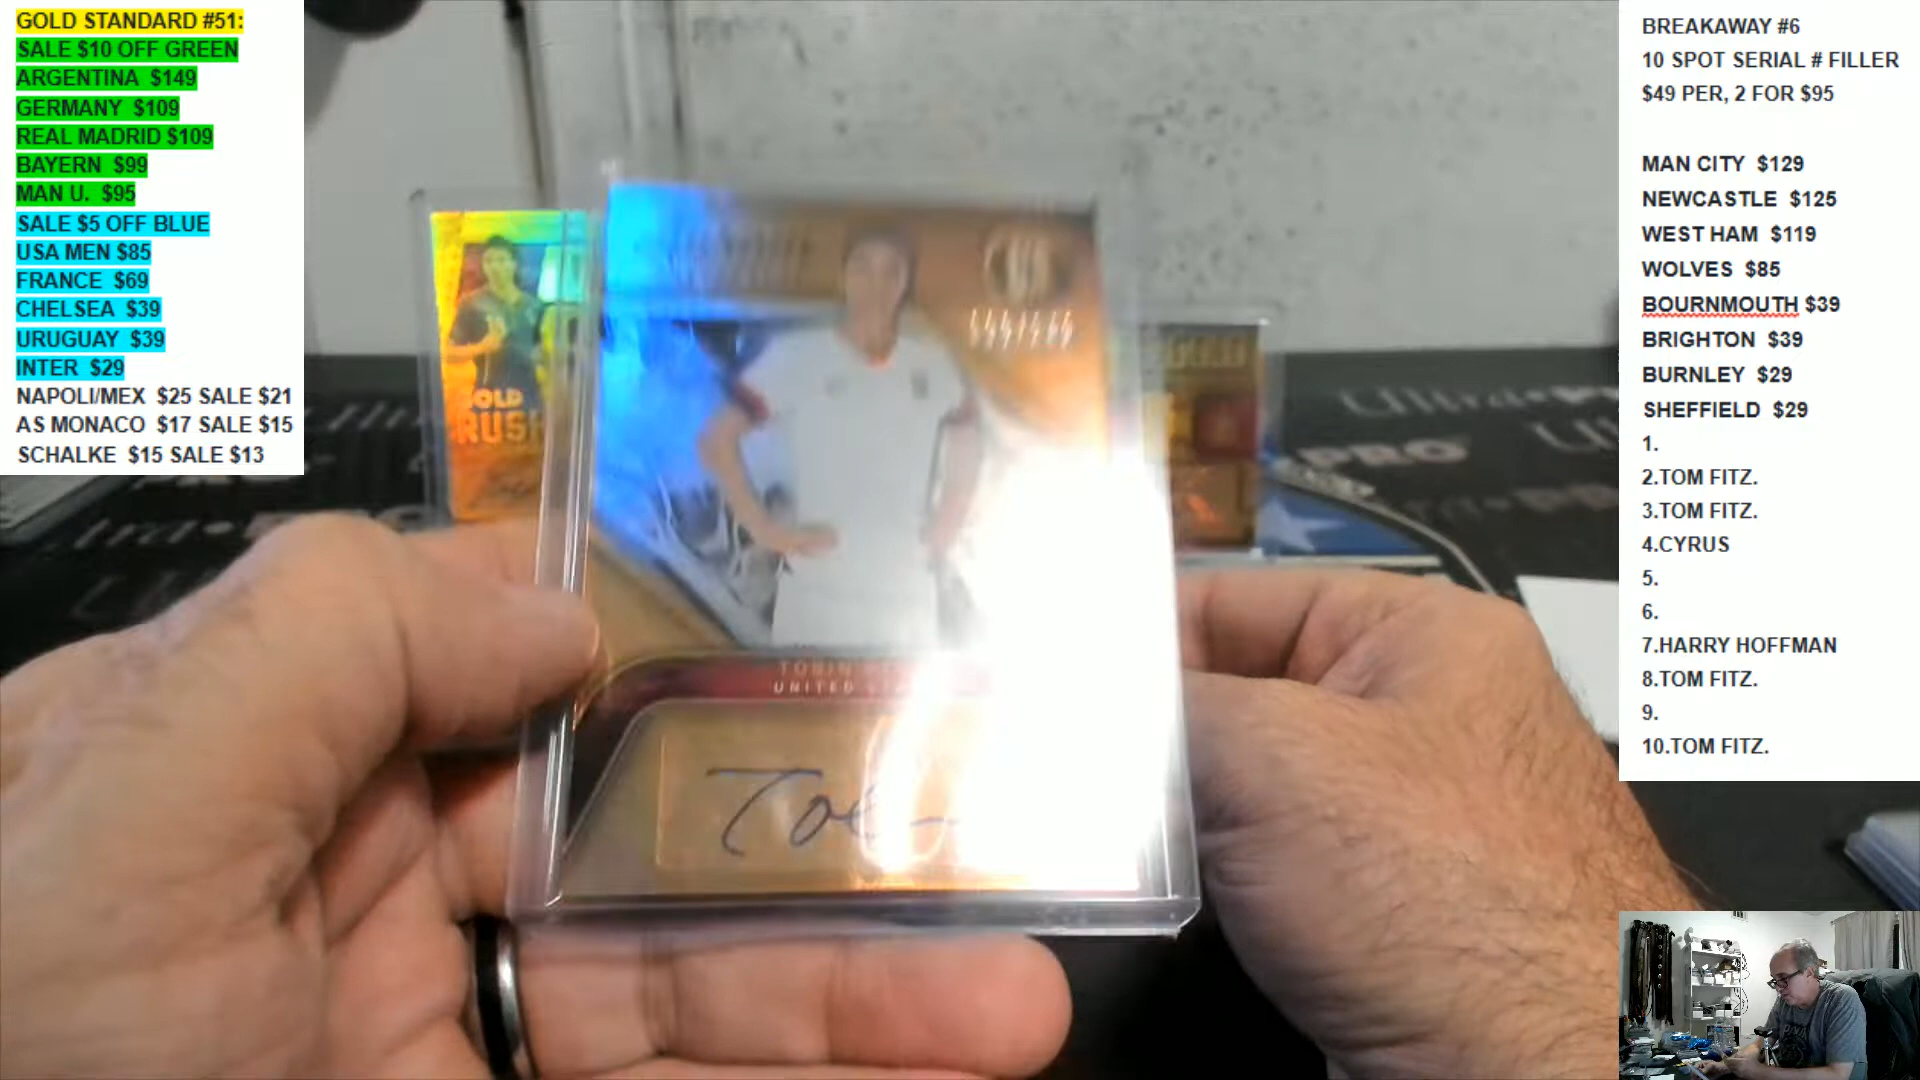 GOLD STANDARD #51:
SALE $10 OFF GREEN
ARGENTINA $149
GERMANY $109
REAL MADRID $109
BAYERN $99
MAN U. $95
SALE $5 OFF BLUE
USA MEN $85
FRANCE $69
CHELSEA $39
URUGUAY $39
INTER $29
NAPOLI/MEX $25 SALE $21
AS MONACO $17 SALE $15
SCHALKE $15 SALE $13
GOLD
RUSH
TOBIN
UNITED
PRO
BREAKAWAY #6
10 SPOT SERIAL # FILLER
$49 PER, 2 FOR $95
MAN CITY $129
NEWCASTLE $125
WEST HAM $119
WOLVES $85
BOURNMOUTH $39
BRIGHTON $39
BURNLEY $29
SHEFFIELD $29
1.
2.TOM FITZ.
3.TOM FITZ.
4.CYRUS
5.
6.
7.HARRY HOFFMAN
8.TOM FITZ.
9.
10.TOM FITZ.